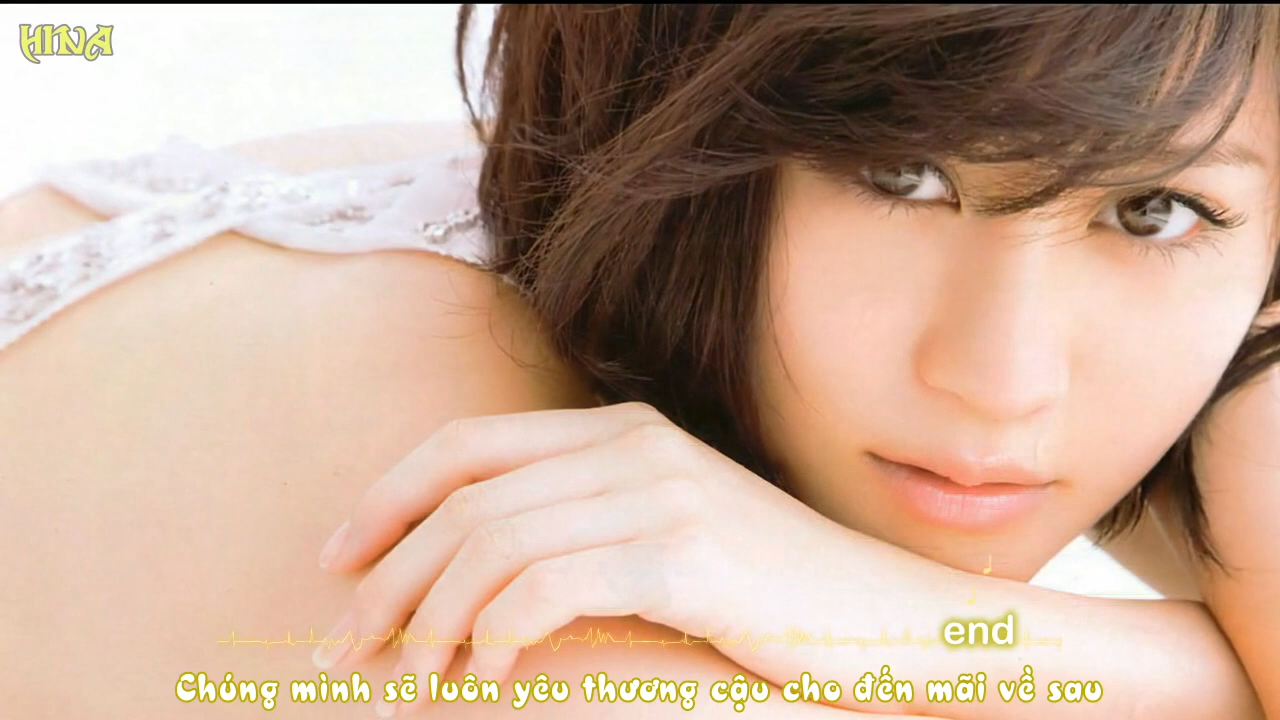 HINA
end
Chúng mình sẽ luôn yêu thương cậu cho đến mãi về sau